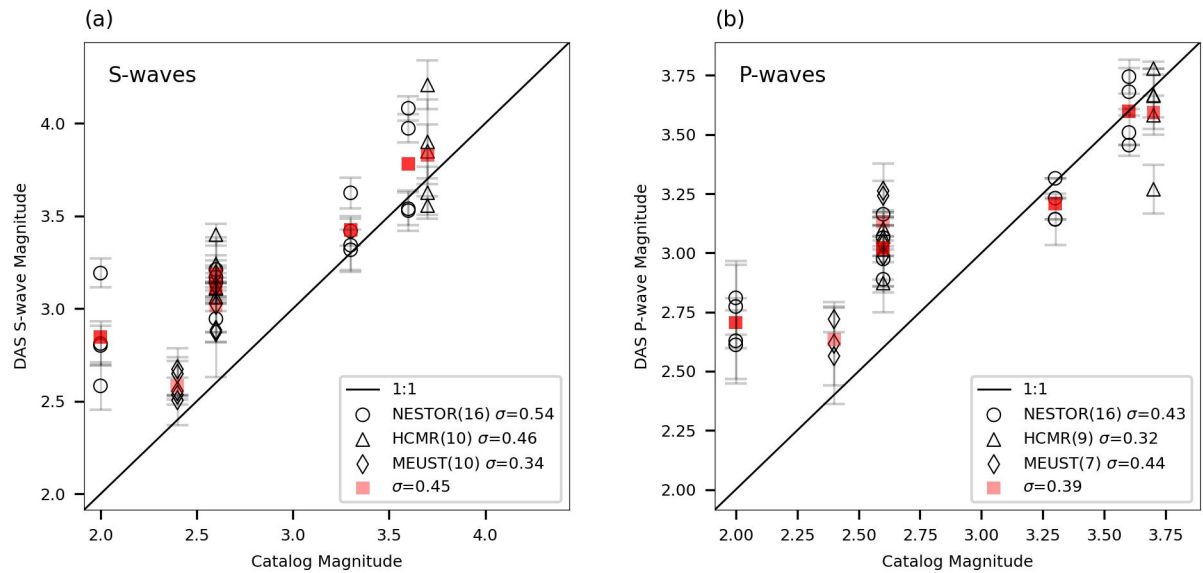 (a)
S-waves
DAS S-wave Magnitude
4.0
3.5
3.0
2.5
2.0
2.0 2.5 3.0 3.5 4.0
Catalog Magnitude
1:1
NESTOR(16) σ=0.54
HCMR(10) σ=0.46
MEUST(10) σ=0.34
σ=0.45
(b)
P-waves
DAS P-wave Magnitude
3.75
3.50
3.25
3.00
2.75
2.50
2.25
2.00
2.00 2.25 2.50 2.75 3.00 3.25 3.50 3.75
Catalog Magnitude
1:1
NESTOR(16) σ=0.43
HCMR(9) σ=0.32
MEUST(7) σ=0.44
σ=0.39